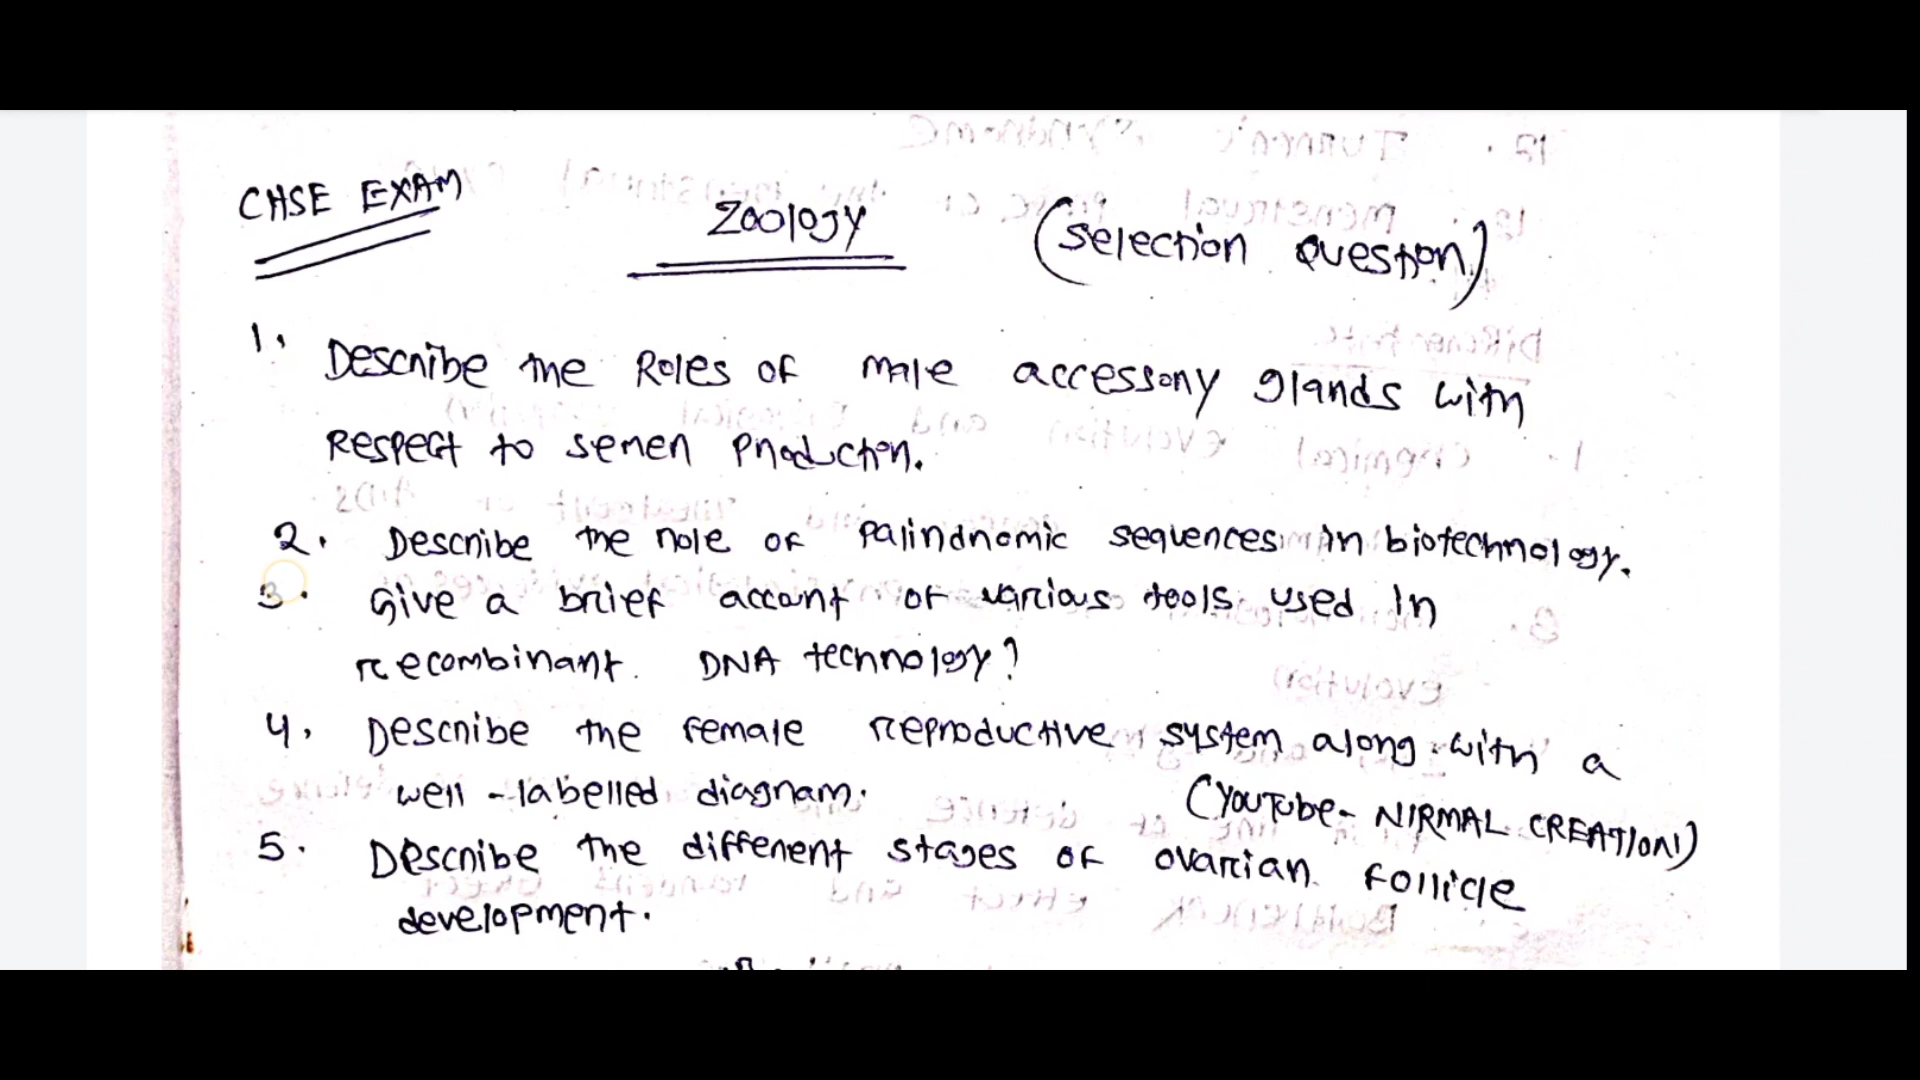 CHSE EXAM
Zoology
(selection question)
1. Describe the Roles of male accessory glands with
Respect to semen production.
2. Describe the role of palindromic sequences in biotechnology.
3. Give a brief account of various tools used in
recombinant DNA technology?
4. Describe the female reproductive system along with a
well-labelled diagram.
(YouTube- NIRMAL CREATION)
5. Describe the different stages of ovarian follicle
development.